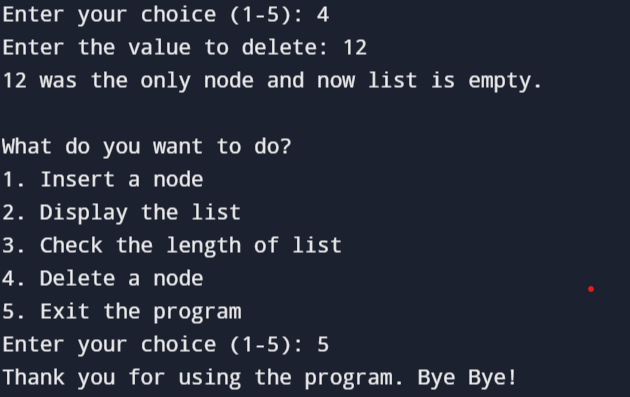 Enter your choice (1-5): 4
Enter the value to delete: 12
12 was the only node and now list is empty.
What do you want to do?
1. Insert a node
2. Display the list
3. Check the length of list
4. Delete a node
5. Exit the program
Enter your choice (1-5): 5
Thank you for using the program. Bye Bye!